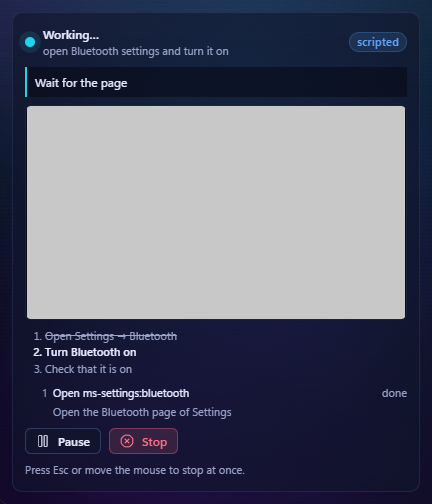 Working...
open Bluetooth settings and turn it on
scripted
Wait for the page
1. Open Settings → Bluetooth
2. Turn Bluetooth on
3. Check that it is on
1 Open ms-settings:bluetooth done
Open the Bluetooth page of Settings
Pause
Stop
Press Esc or move the mouse to stop at once.